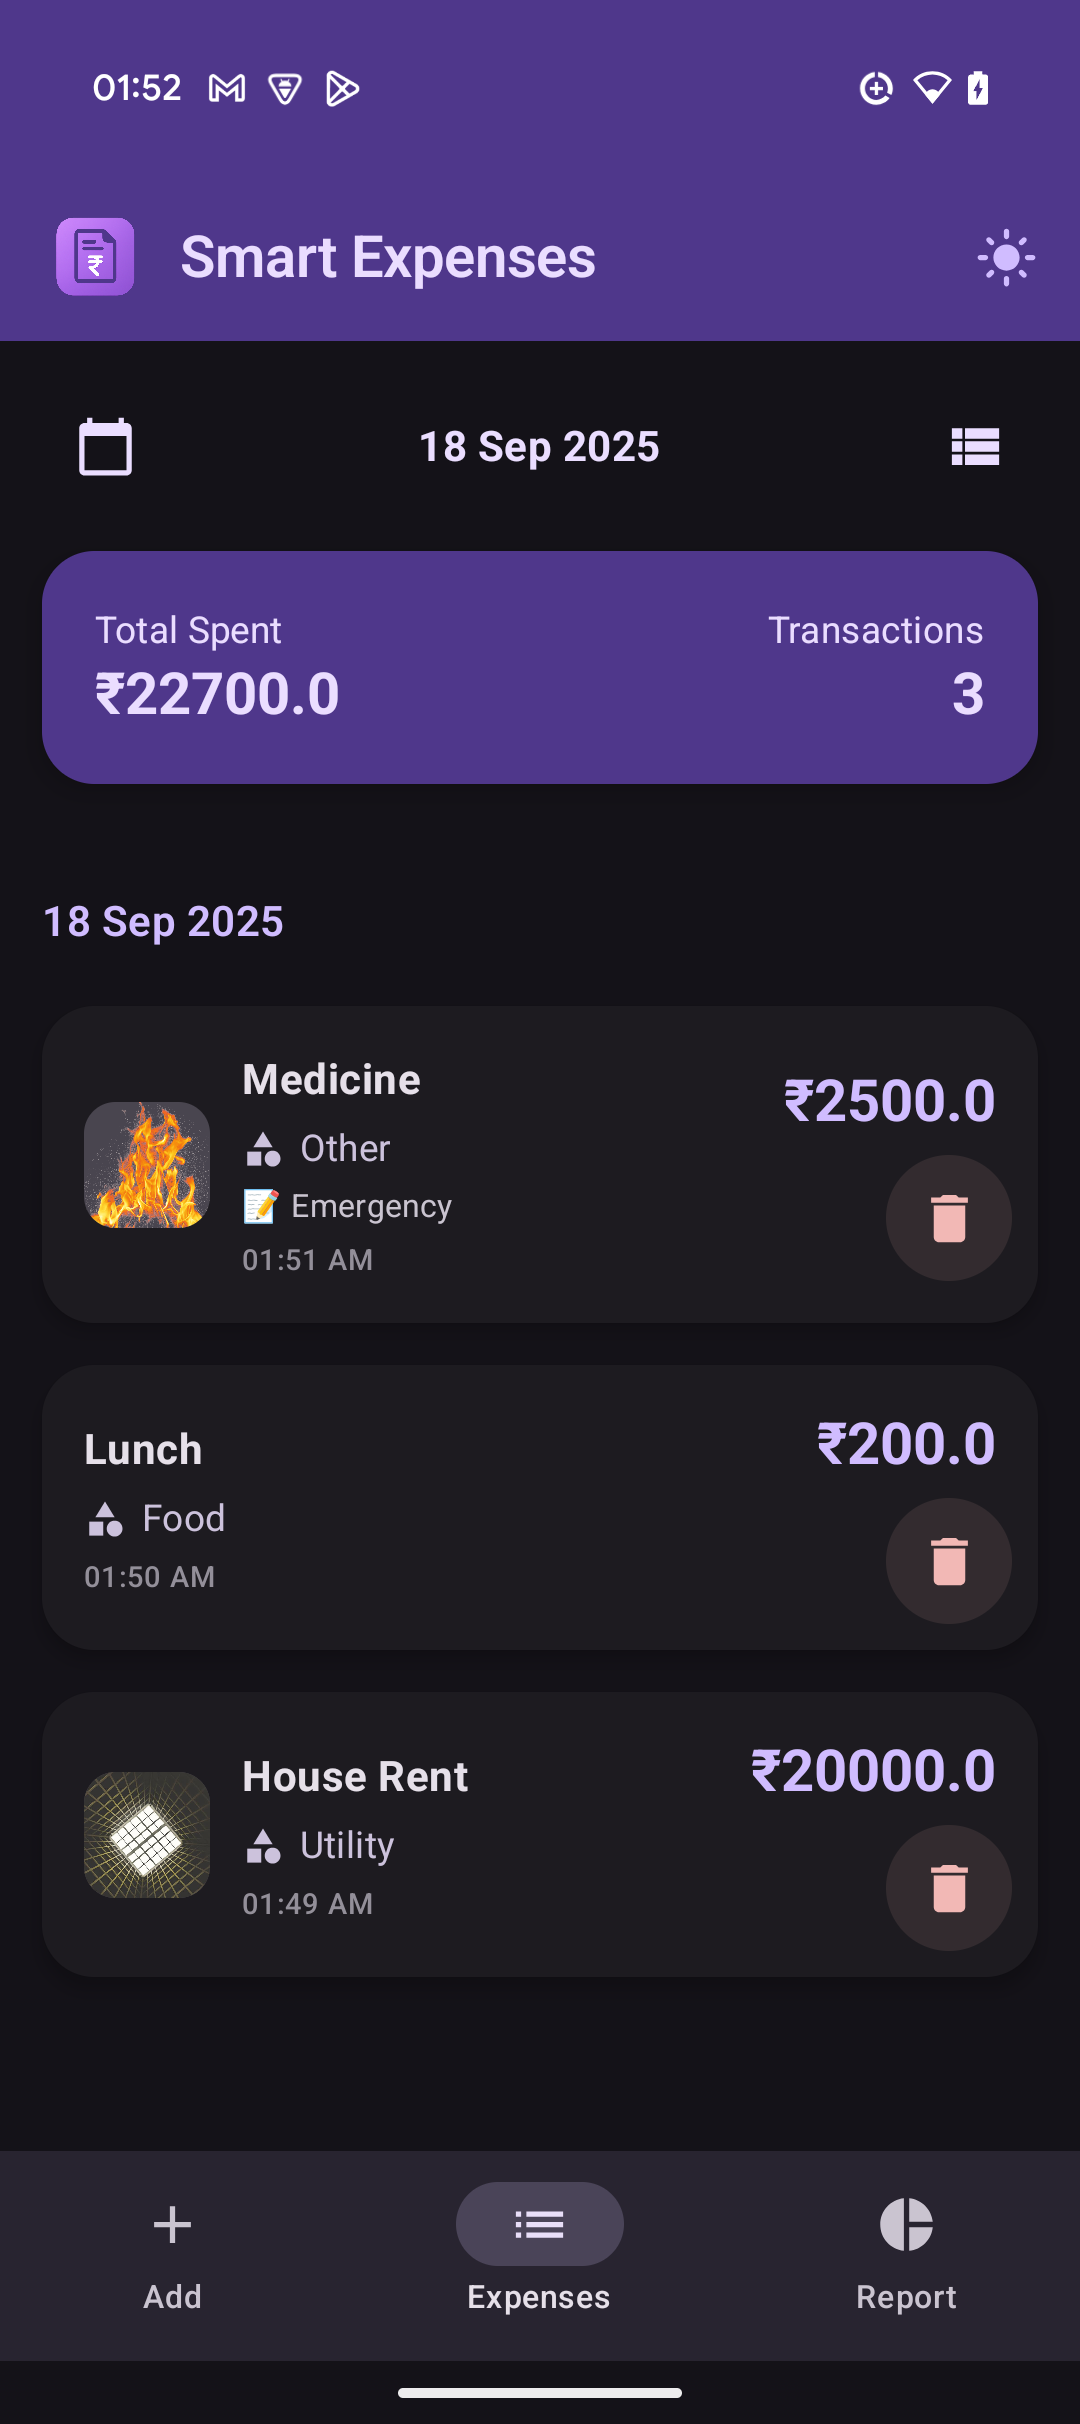 01:52
Smart Expenses
18 Sep 2025
Total Spent
Transactions
₹22700.0
3
18 Sep 2025
Medicine
₹2500.0
Other
📝 Emergency
01:51 AM
Lunch
₹200.0
Food
01:50 AM
House Rent
₹20000.0
Utility
01:49 AM
Add
Expenses
Report